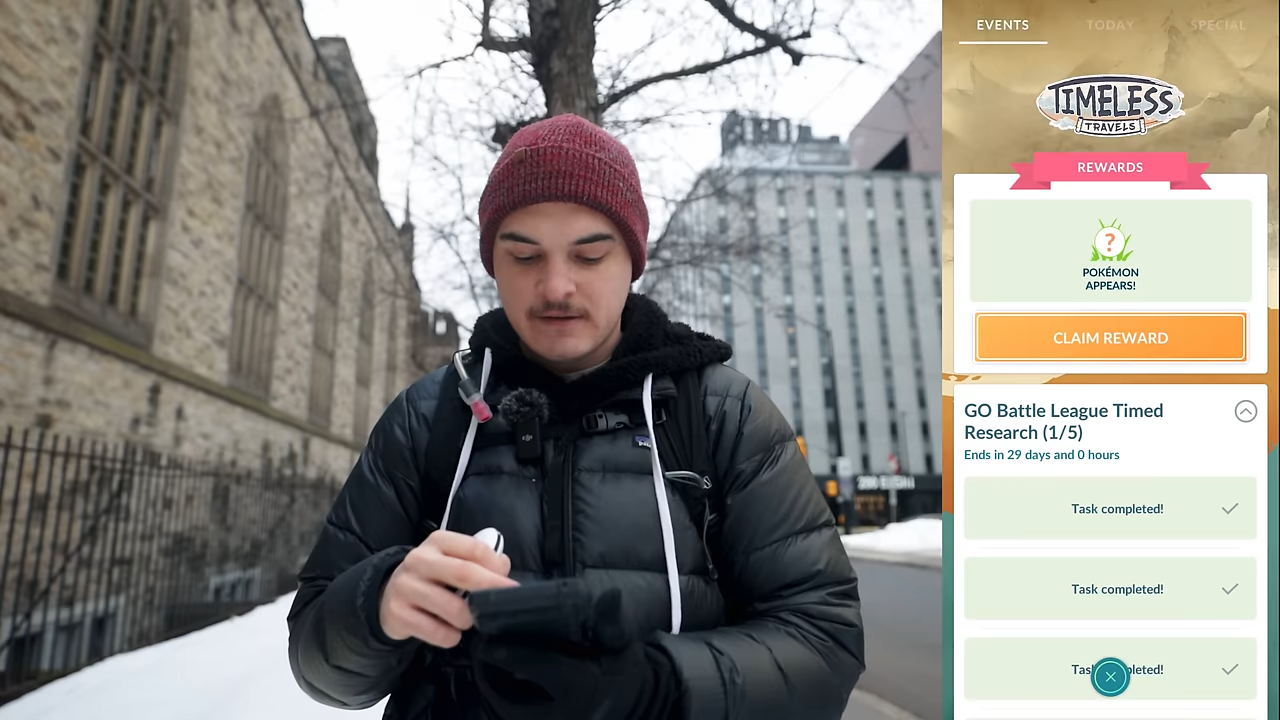 EVENTS
TODAY
SPECIAL
TIMELESS
TRAVELS
REWARDS
?
POKÉMON
APPEARS!
CLAIM REWARD
GO Battle League Timed
Research (1/5)
Ends in 29 days and 0 hours
Task completed!
Task completed!
dji